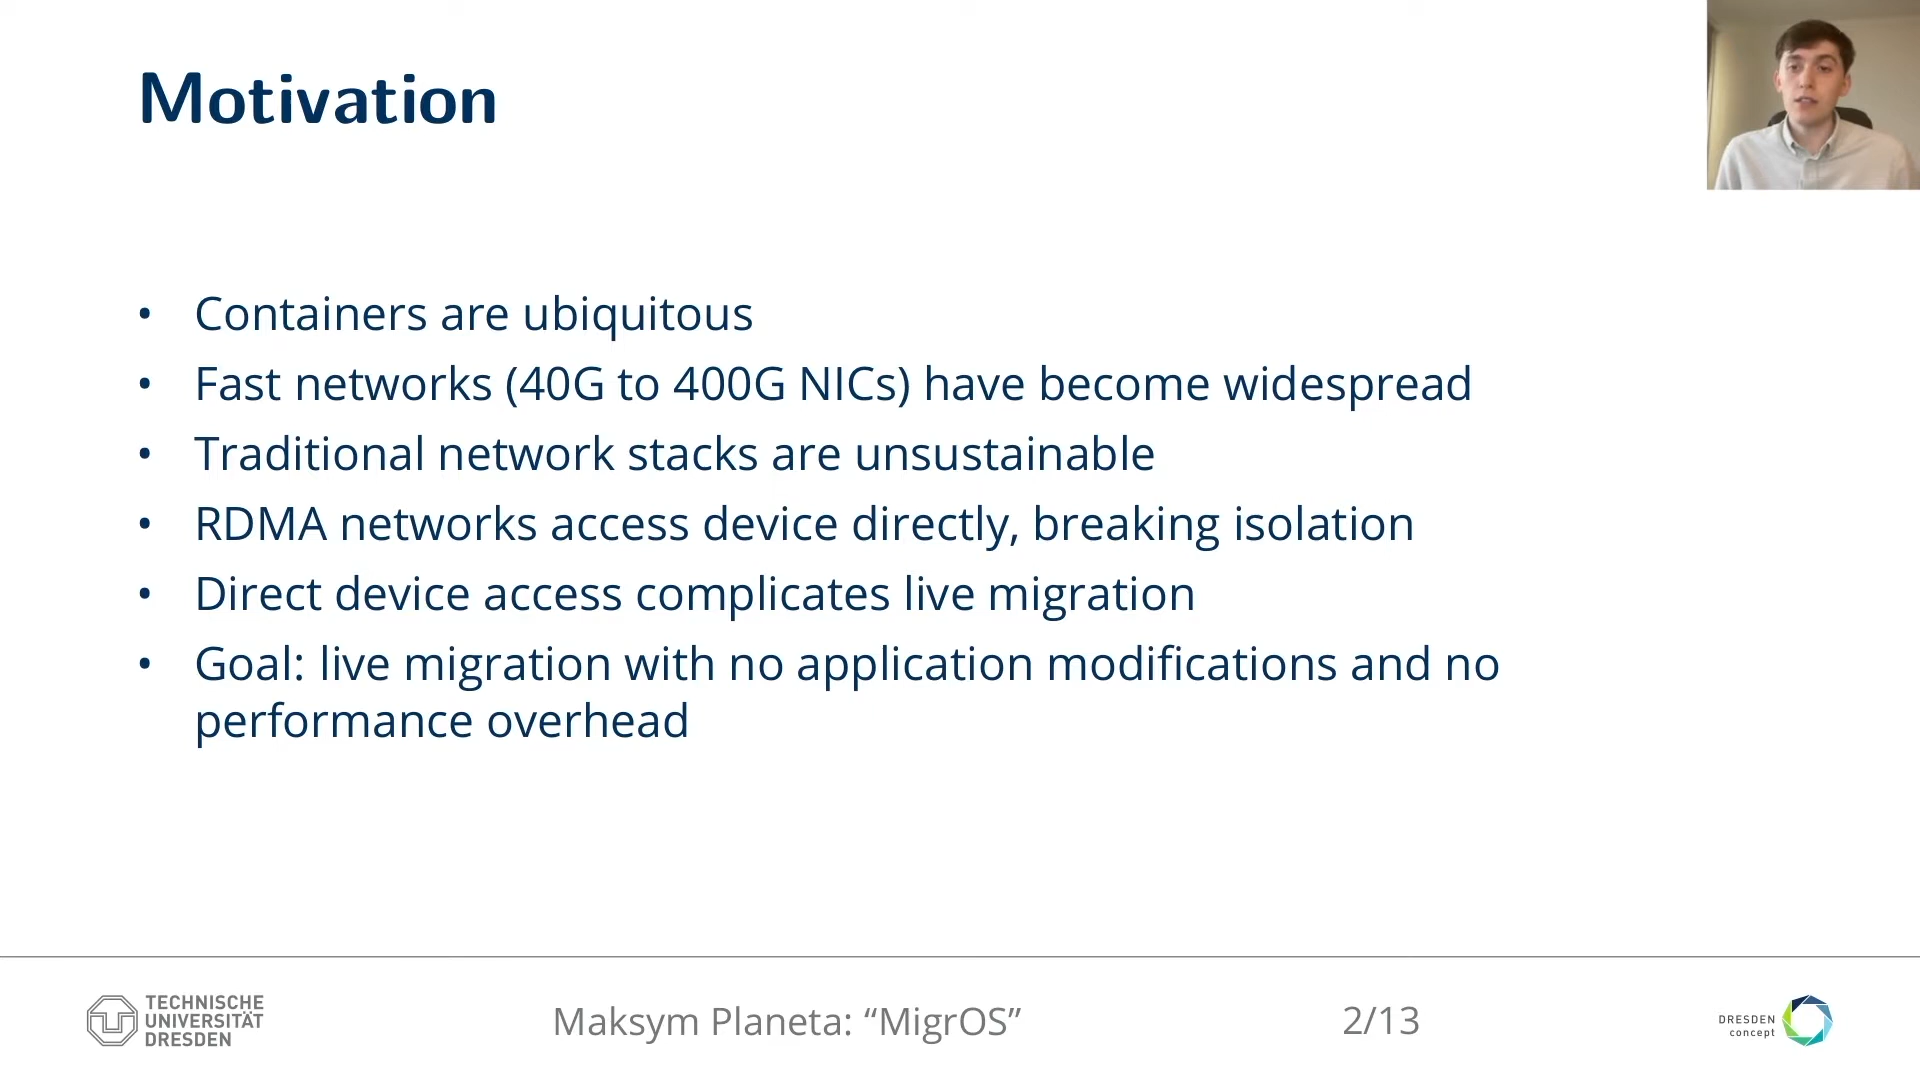 Motivation
• Containers are ubiquitous
• Fast networks (40G to 400G NICs) have become widespread
• Traditional network stacks are unsustainable
• RDMA networks access device directly, breaking isolation
• Direct device access complicates live migration
• Goal: live migration with no application modifications and no
performance overhead
TECHNISCHE
UNIVERSITÄT
DRESDEN
Maksym Planeta: “MigrOS”
2/13
DRESDEN
concept